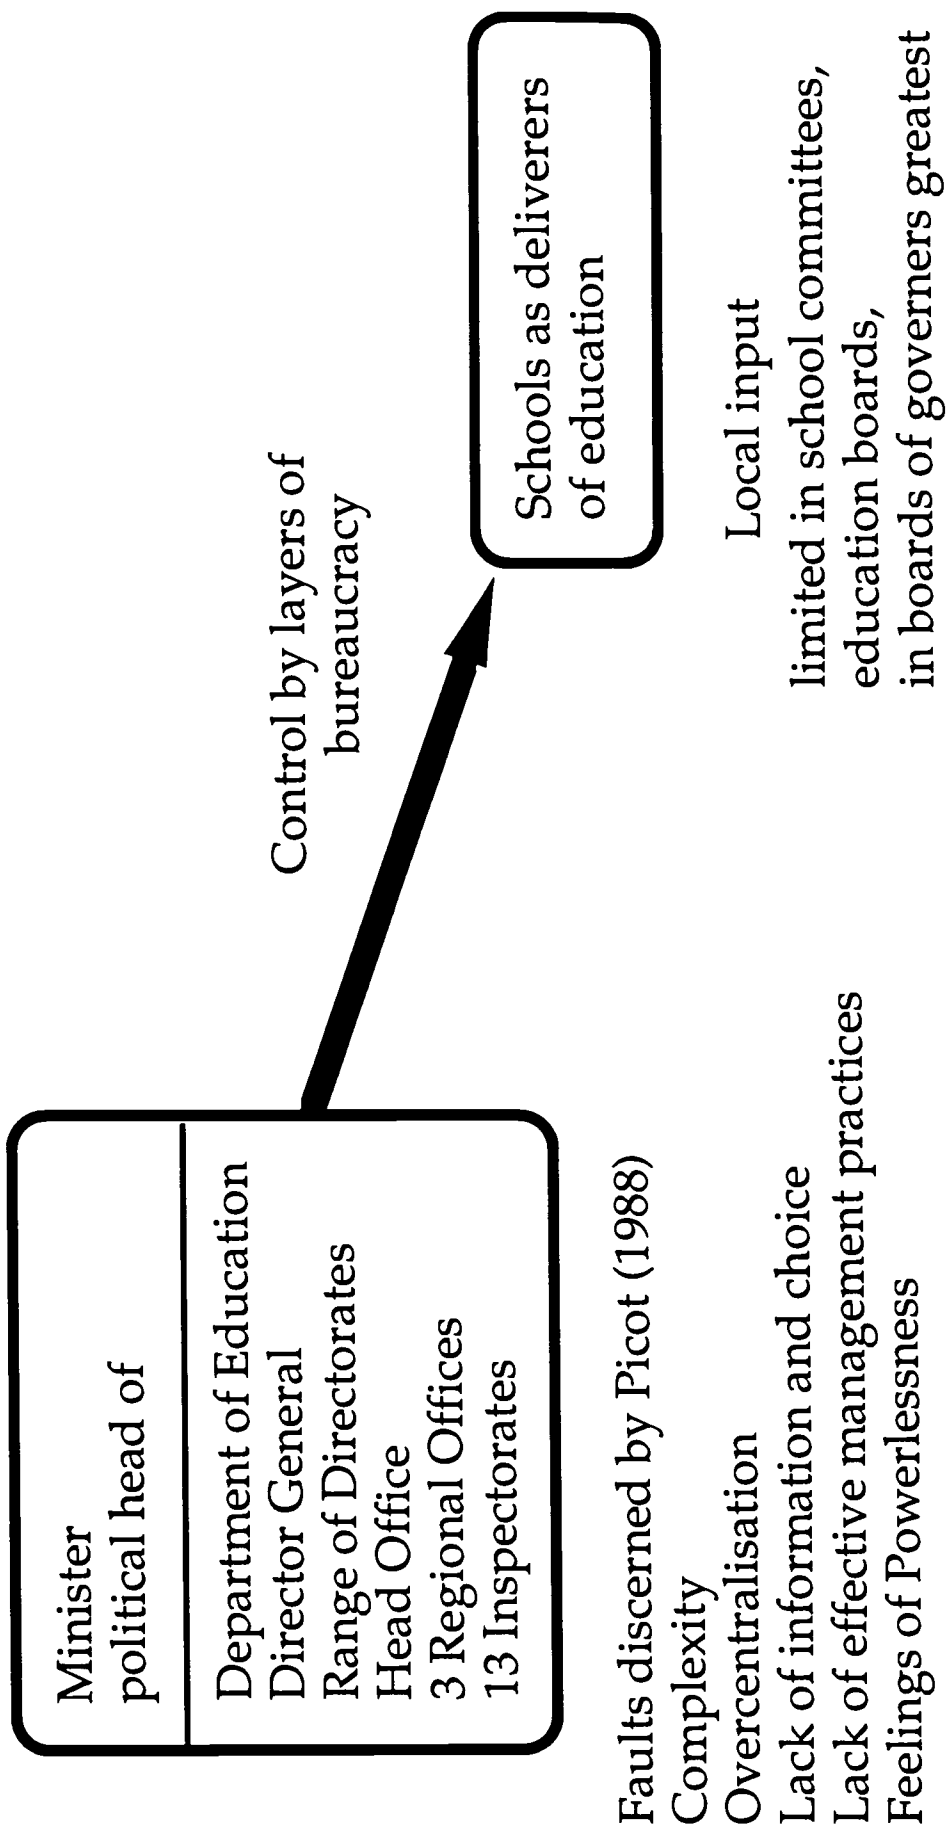 Minister
political head of
Department of Education
Director General
Range of Directorates
Head Office
3 Regional Offices
13 Inspectorates
Control by layers of
bureaucracy
Schools as deliverers
of education
Faults discerned by Picot (1988)
Complexity
Overcentralisation
Lack of information and choice
Lack of effective management practices
Feelings of Powerlessness
Local input
limited in school committees,
education boards,
in boards of governers greatest